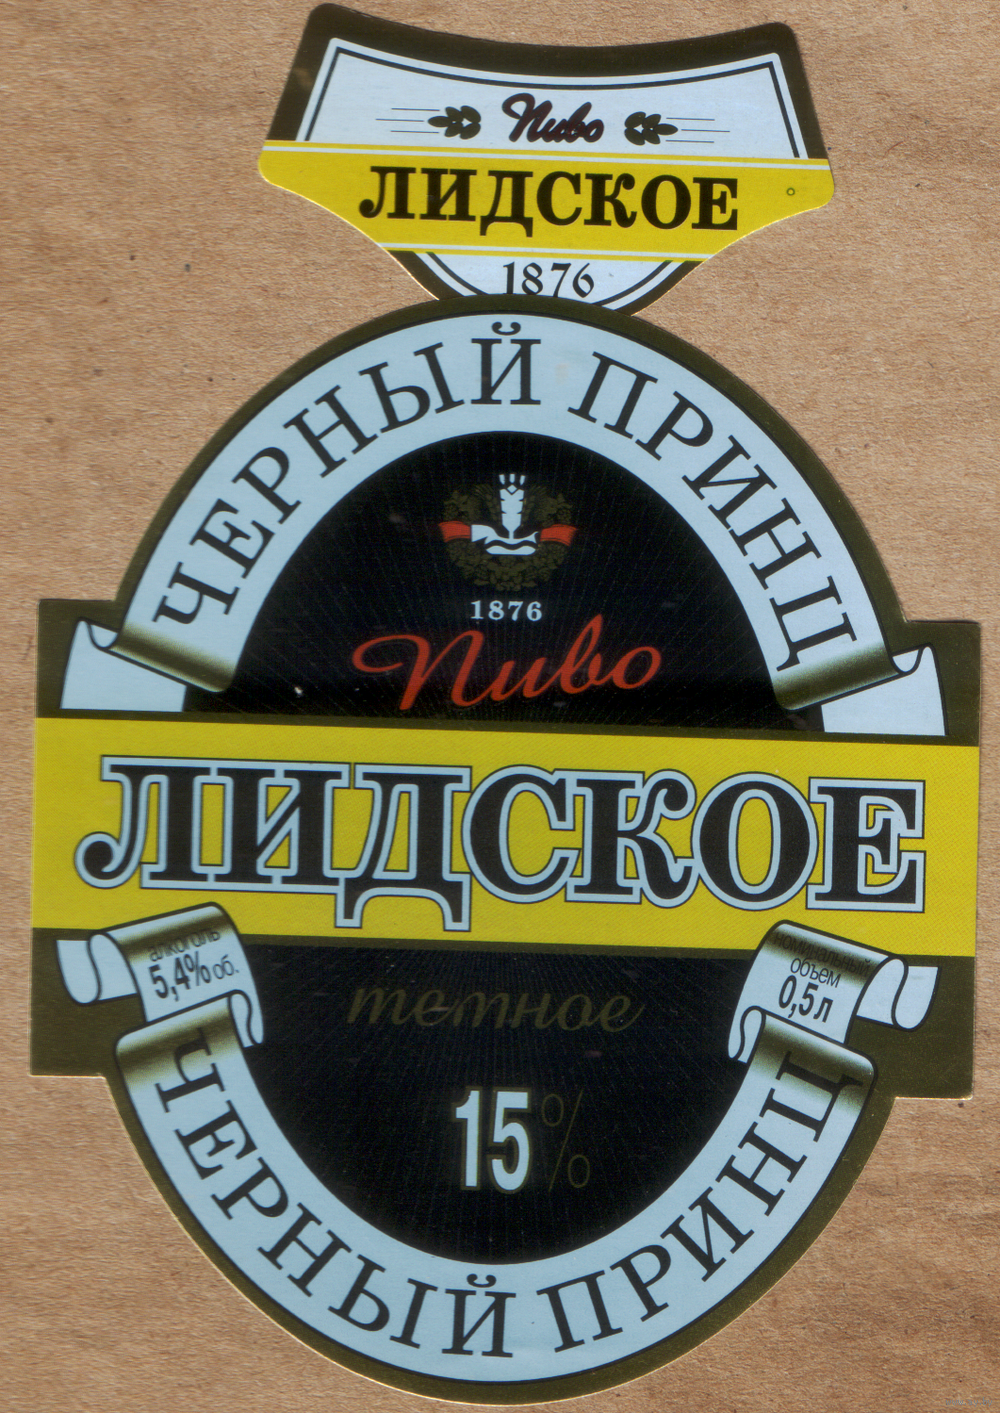 Пиво
ЛИДСКОЕ
1876
ЧЕРНЫЙ ПРИНЦ
1876
Пиво
ЛИДСКОЕ
алкоголь
5,4% об.
номинальный
объем
0,5 л
темное
15%
ЧЕРНЫЙ ПРИНЦ